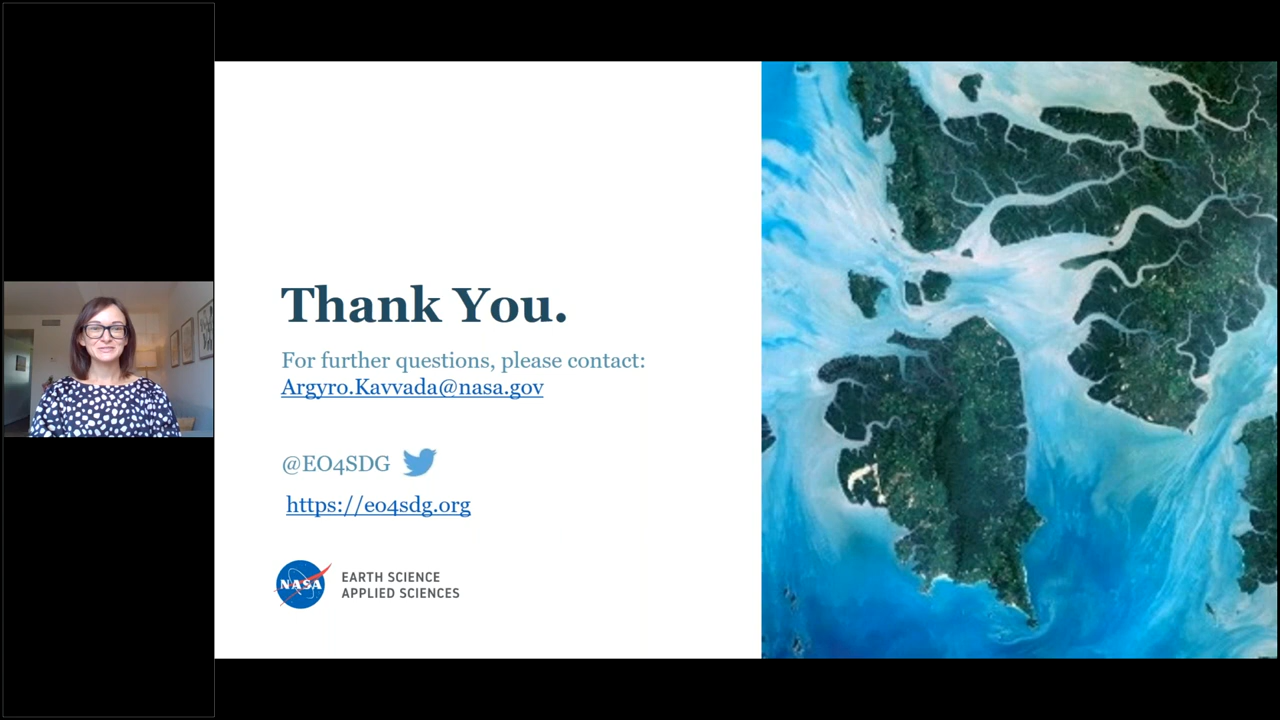 Thank You.
For further questions, please contact:
Argyro.Kavvada@nasa.gov
@EO4SDG
https://eo4sdg.org
NASA
EARTH SCIENCE
APPLIED SCIENCES